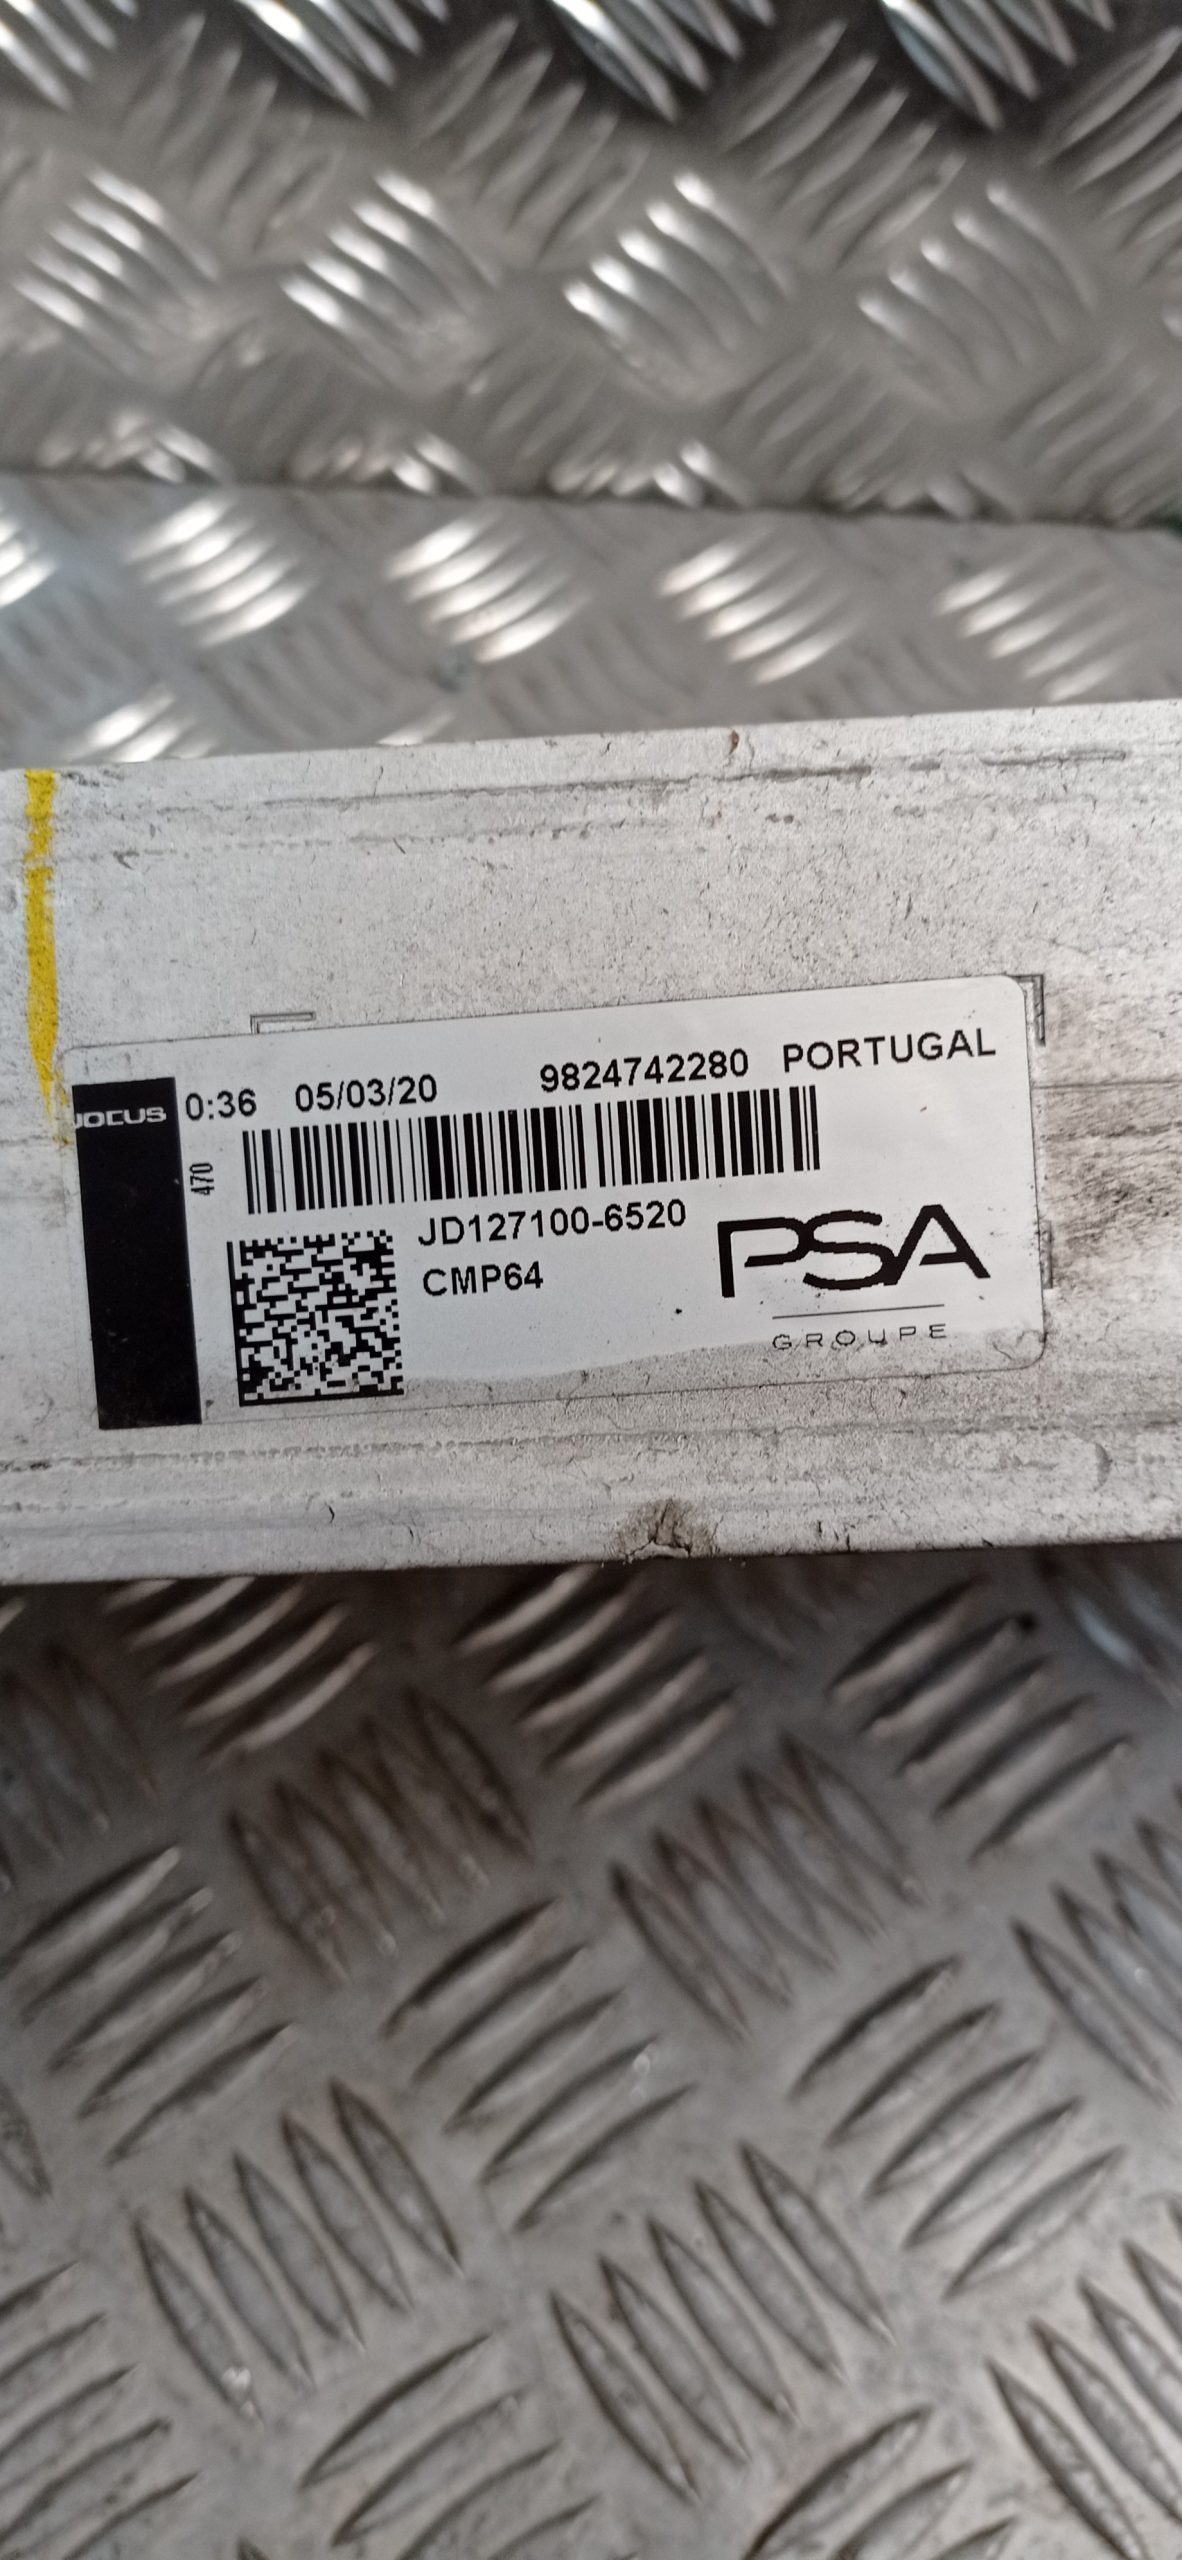 0:36 05/03/20 9824742280 PORTUGAL
470
JD127100-6520
CMP64
PSA
GROUPE